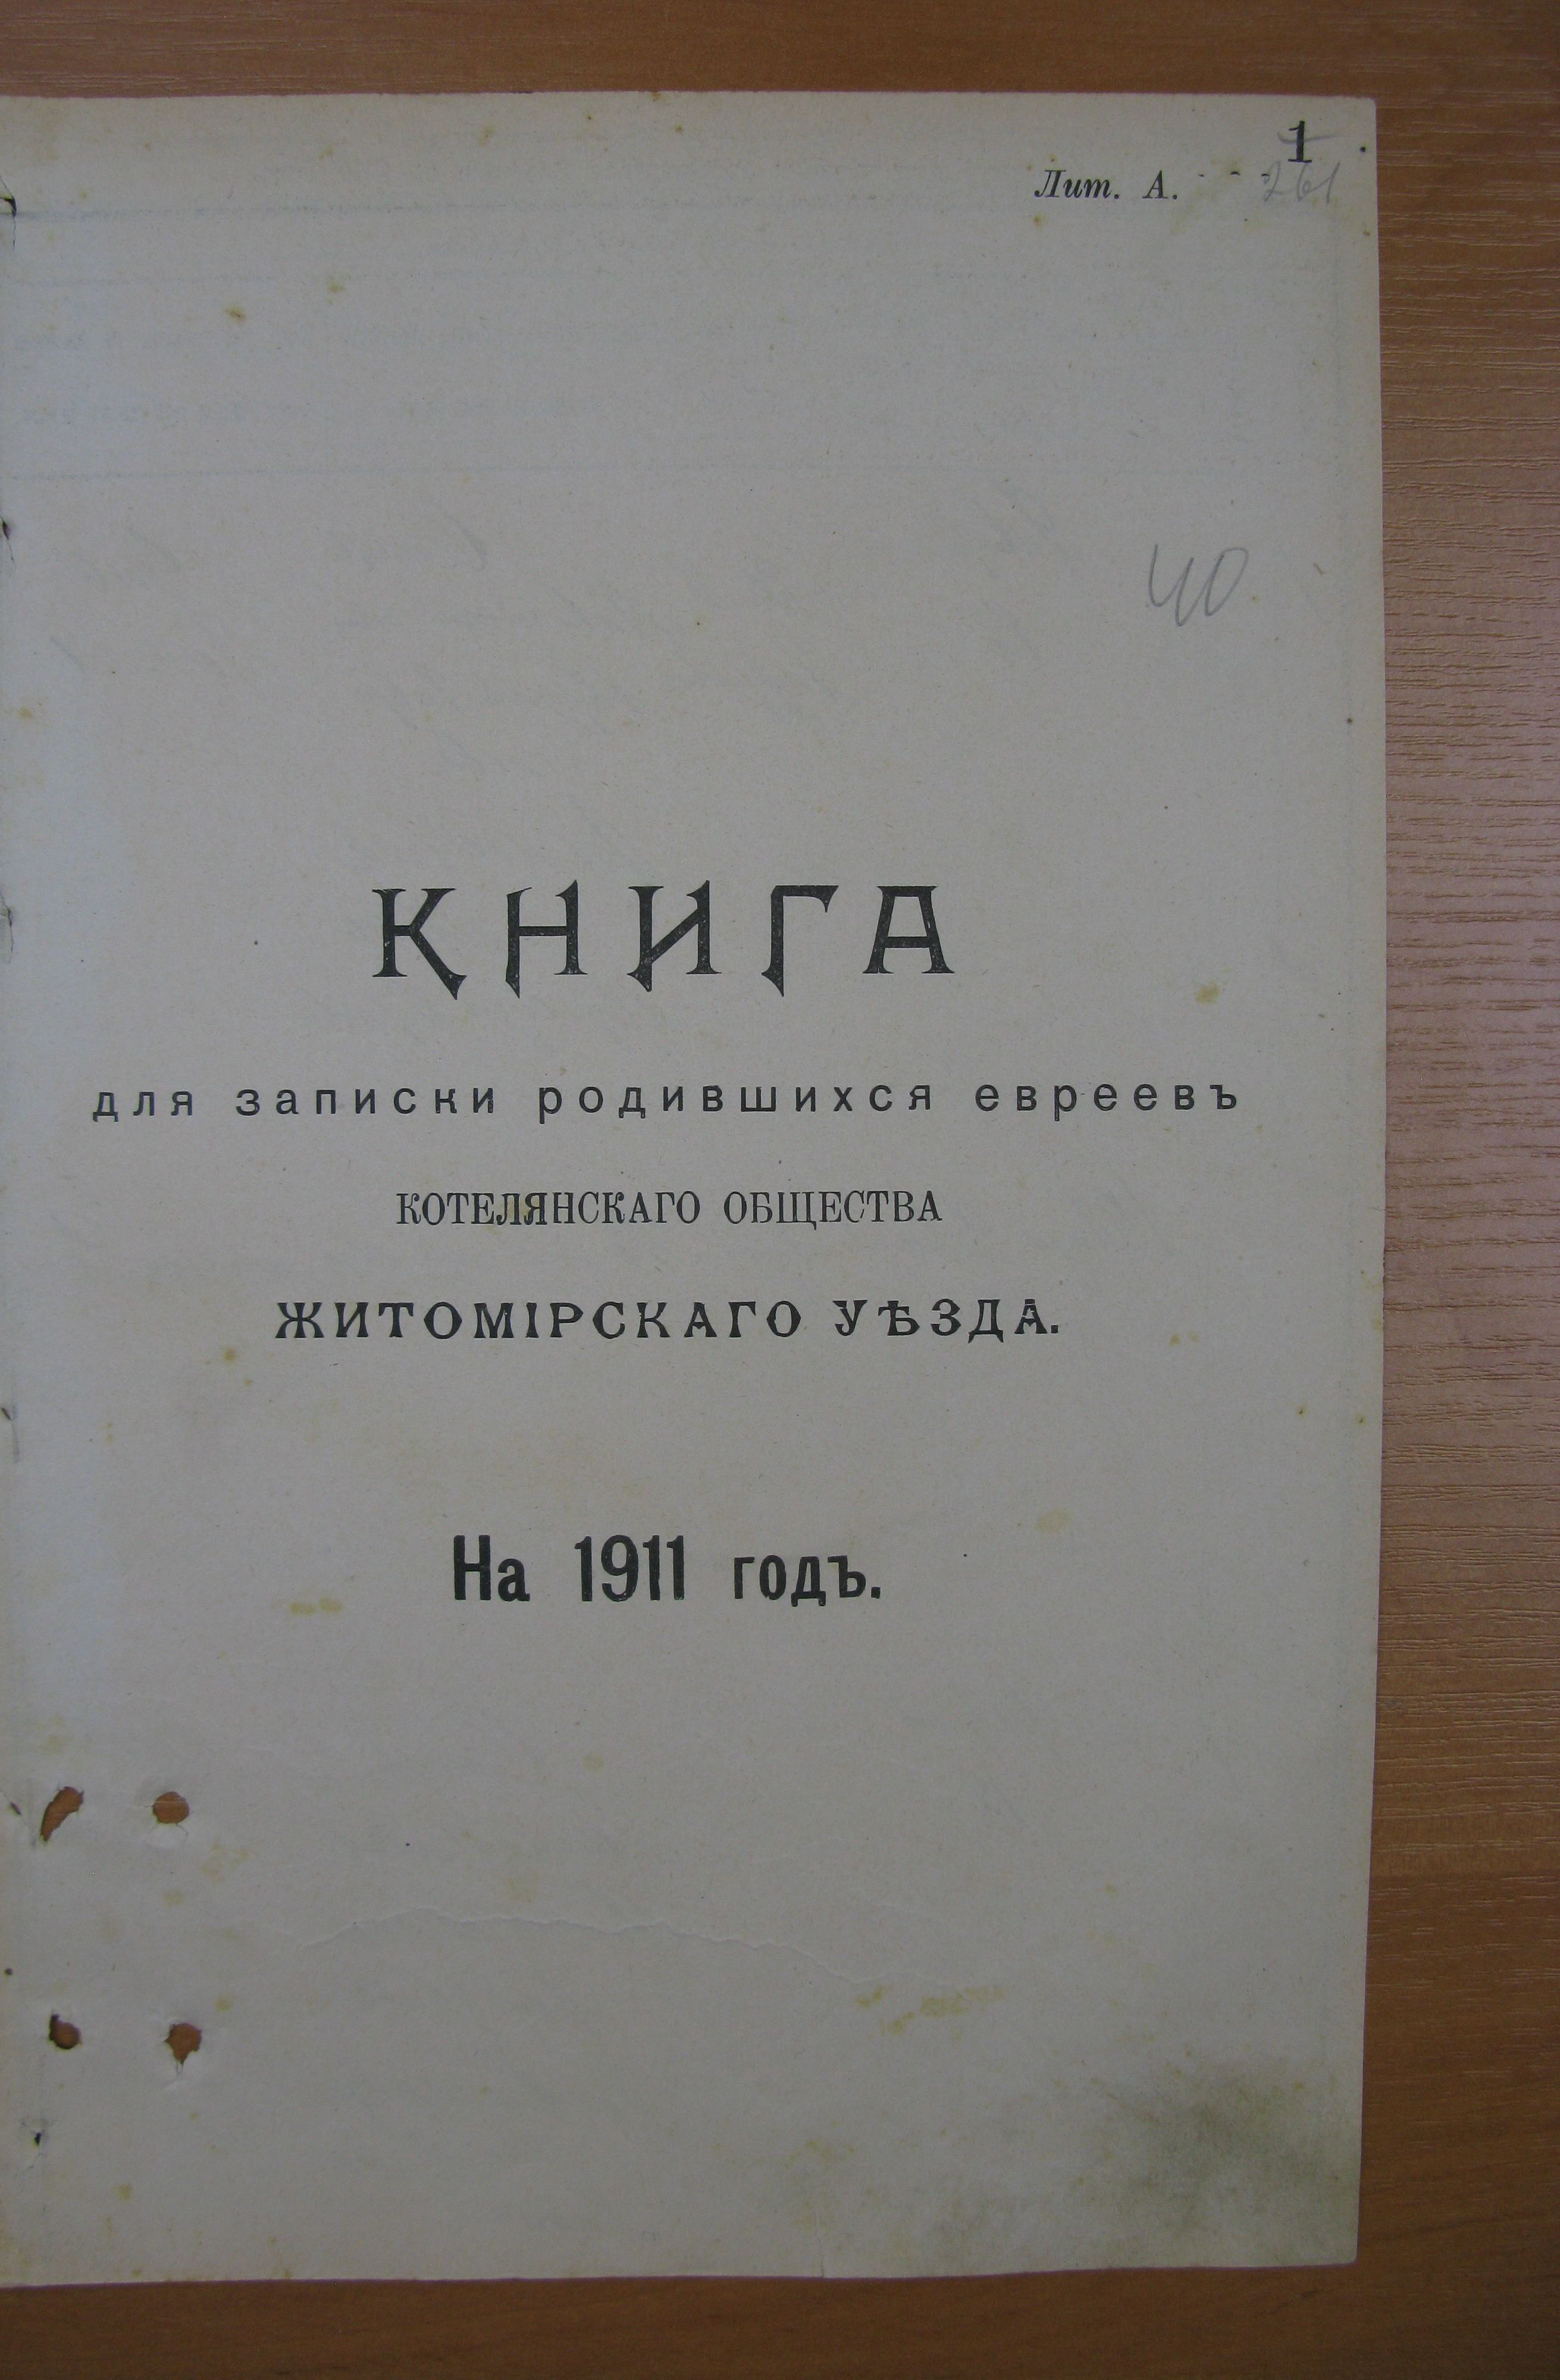 1
Лит. А. 261
40
КНИГА
для записки родившихся евреевъ
КОТЕЛЯНСКАГО ОБЩЕСТВА
ЖИТОМІРСКАГО УѢЗДА.
На 1911 годъ.